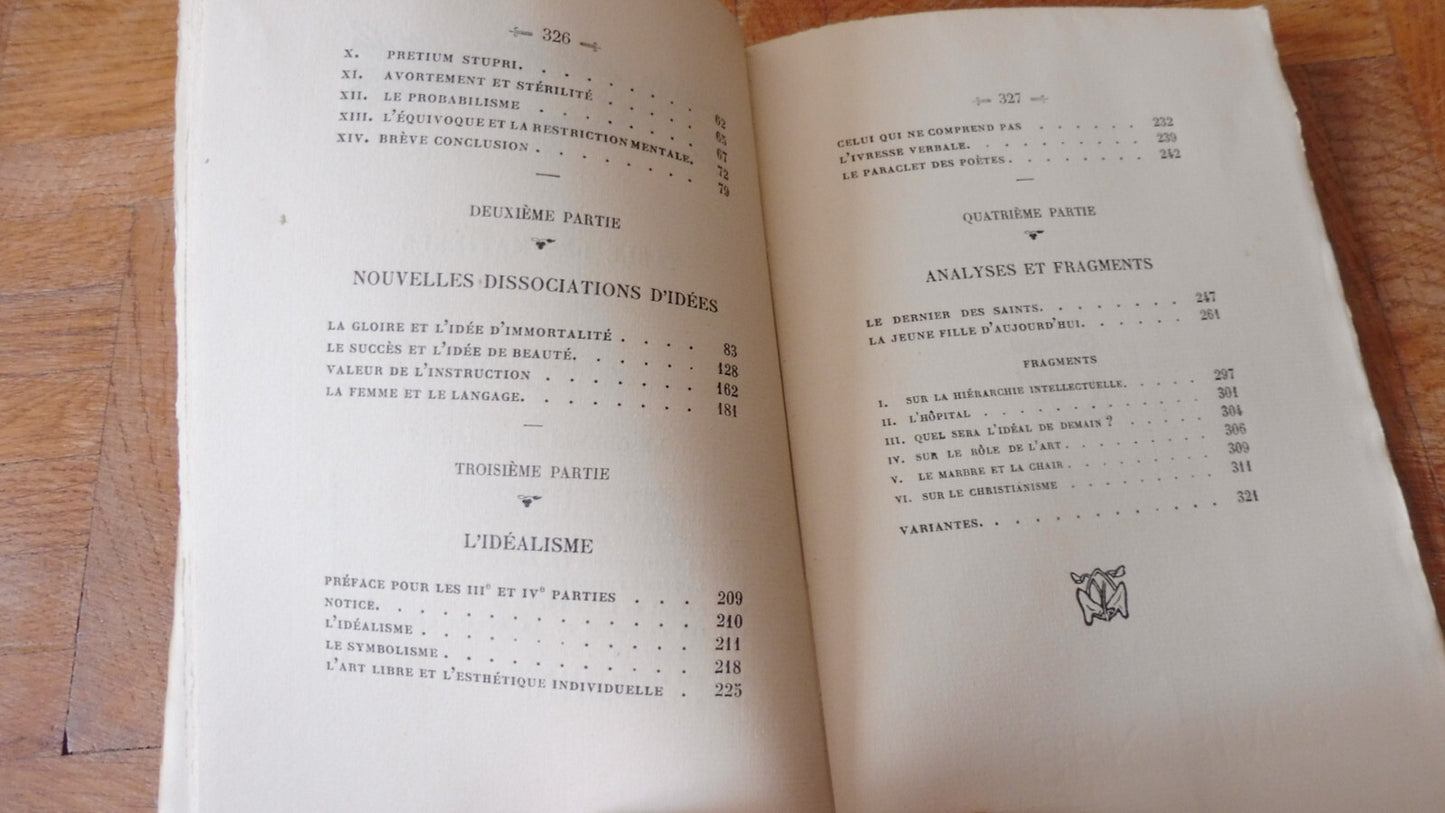 326
X. PRETIUM STUPRI. . . . . . . . 62
XI. AVORTEMENT ET STÉRILITÉ . . . . . 65
XII. LE PROBABILISME . . . . . . . . 67
XIII. L'ÉQUIVOQUE ET LA RESTRICTION MENTALE. 72
XIV. BRÈVE CONCLUSION . . . . . . . . 79
DEUXIÈME PARTIE
NOUVELLES DISSOCIATIONS D'IDÉES
LA GLOIRE ET L'IDÉE D'IMMORTALITÉ . . . . 83
LE SUCCÈS ET L'IDÉE DE BEAUTÉ. . . . . . 128
VALEUR DE L'INSTRUCTION . . . . . . . 162
LA FEMME ET LE LANGAGE. . . . . . . . 181
TROISIÈME PARTIE
L'IDÉALISME
PRÉFACE POUR LES IIIe ET IVe PARTIES . . . 209
NOTICE. . . . . . . . . . . . . . 210
L'IDÉALISME . . . . . . . . . . . . 211
LE SYMBOLISME . . . . . . . . . . . 218
L'ART LIBRE ET L'ESTHÉTIQUE INDIVIDUELLE . 225
327
CELUI QUI NE COMPREND PAS . . . . . . 232
L'IVRESSE VERBALE. . . . . . . . . 239
LE PARACLET DES POÈTES . . . . . . . 242
QUATRIÈME PARTIE
ANALYSES ET FRAGMENTS
LE DERNIER DES SAINTS. . . . . . . . 247
LA JEUNE FILLE D'AUJOURD'HUI. . . . . . 261
FRAGMENTS
I. SUR LA HIÉRARCHIE INTELLECTUELLE. . . . . 297
II. L'HÔPITAL . . . . . . . . . . . 301
III. QUEL SERA L'IDÉAL DE DEMAIN ? . . . . . 304
IV. SUR LE RÔLE DE L'ART . . . . . . . . 306
V. LE MARBRE ET LA CHAIR . . . . . . . . 309
VI. SUR LE CHRISTIANISME . . . . . . . . 311
VARIANTES. . . . . . . . . . . . . 321